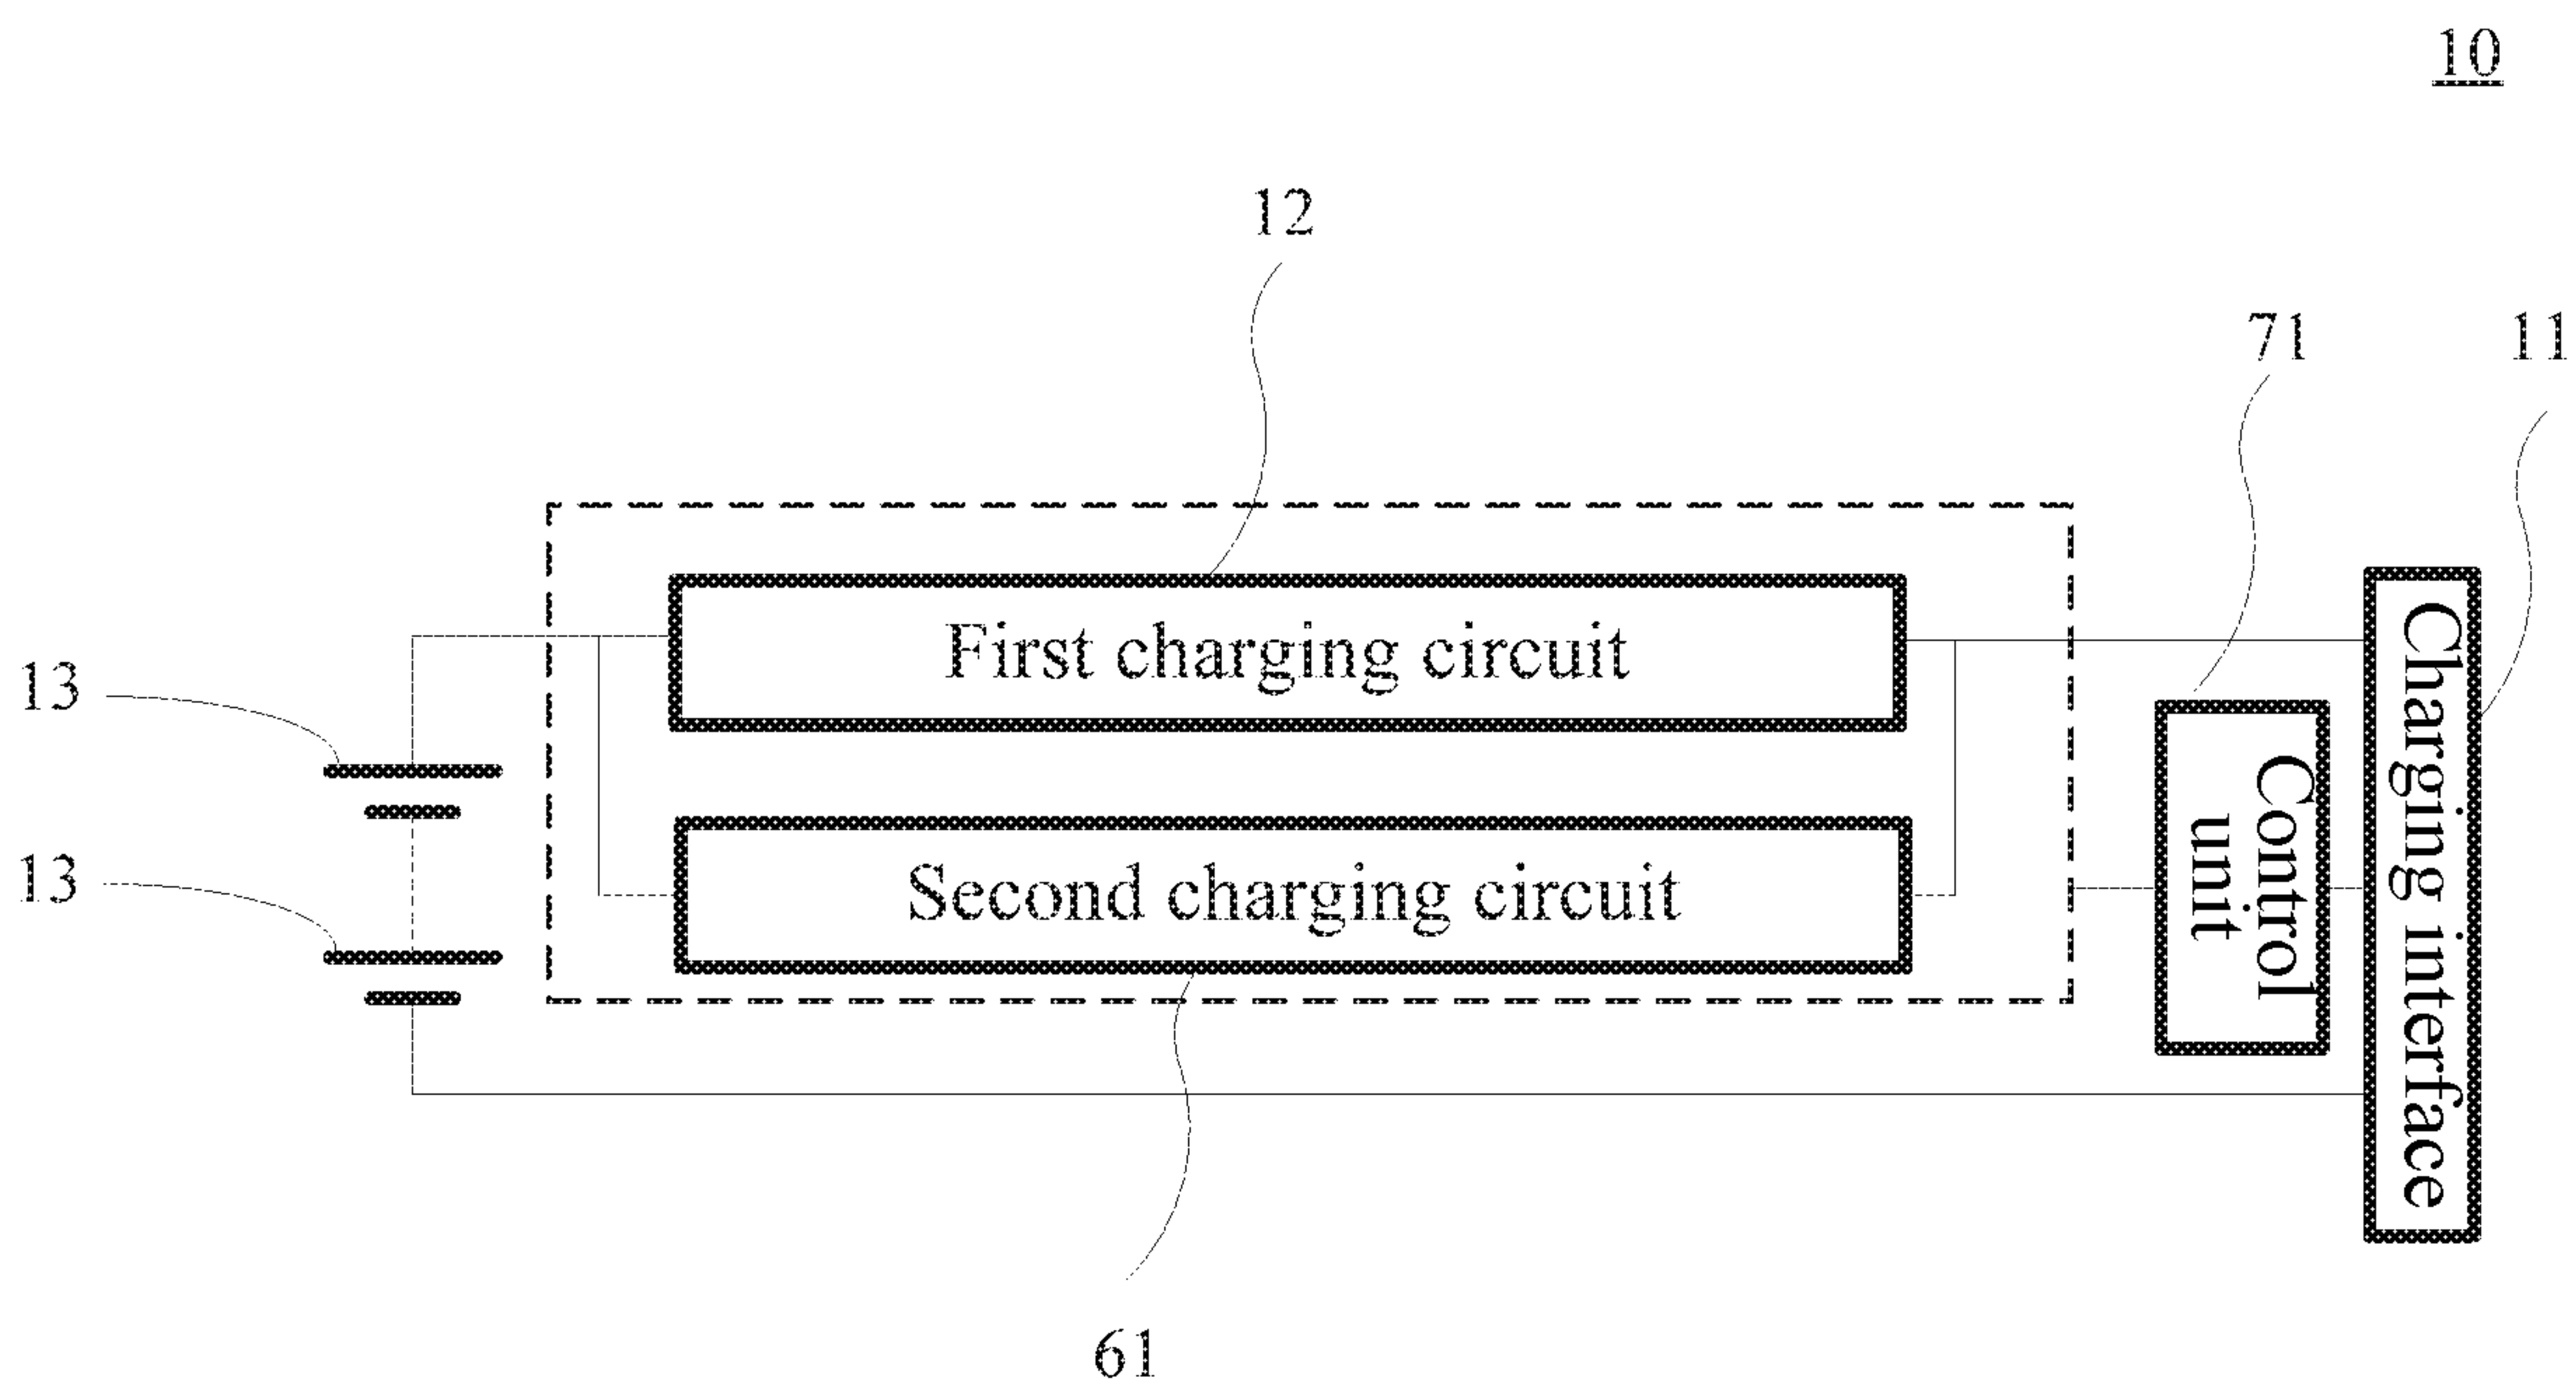 10
12
71
11
First charging circuit
13
Second charging circuit
13
Control
unit
Charging interface
61